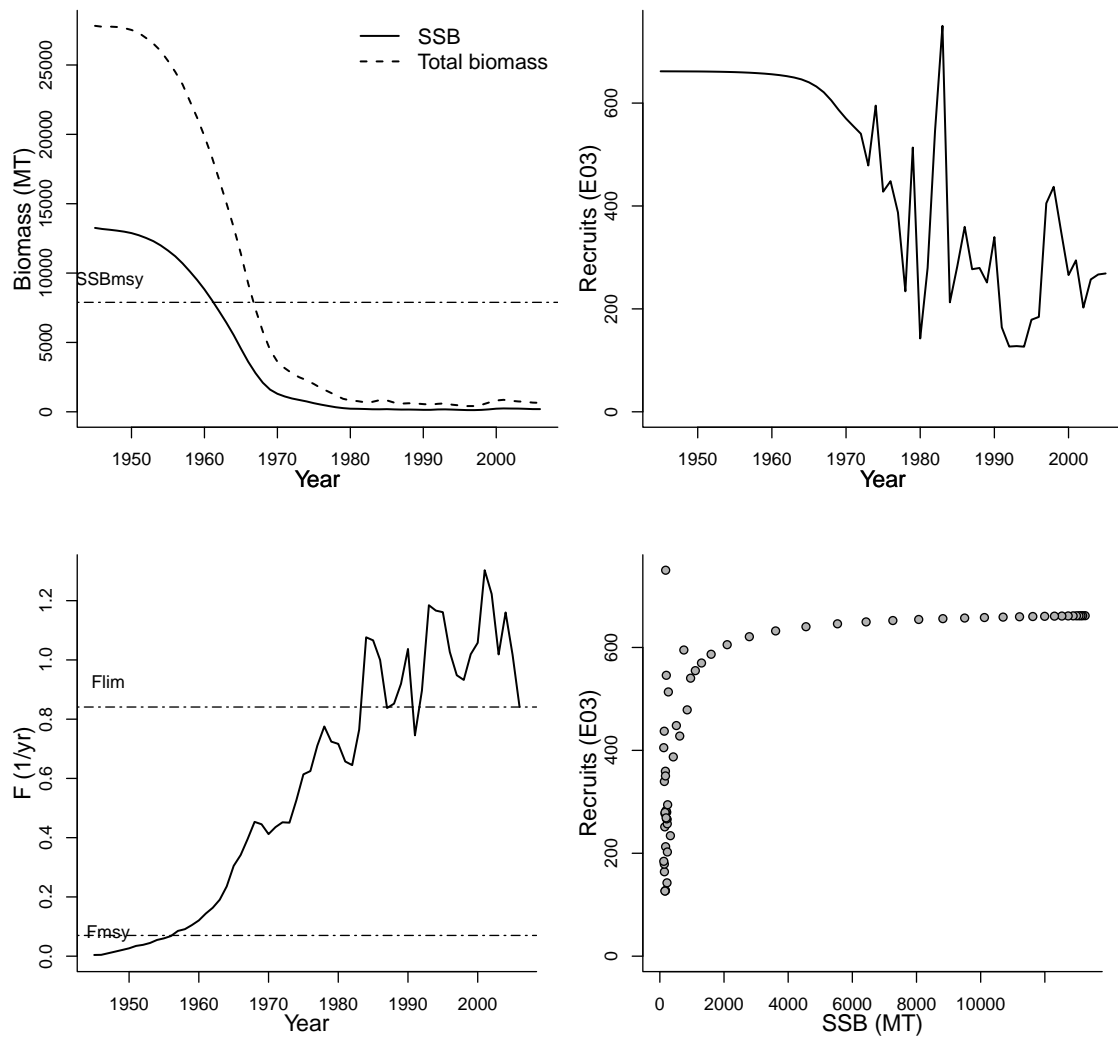 SSB
Total biomass
SSBmsy
Biomass (MT)
0
5000
10000
15000
20000
25000
1950 1960 1970 1980 1990 2000
Year
Recruits (E03)
0
200
400
600
1950 1960 1970 1980 1990 2000
Year
Flim
Fmsy
F (1/yr)
0.0
0.2
0.4
0.6
0.8
1.0
1.2
1950 1960 1970 1980 1990 2000
Year
Recruits (E03)
0
200
400
600
0 2000 4000 6000 8000 10000
SSB (MT)